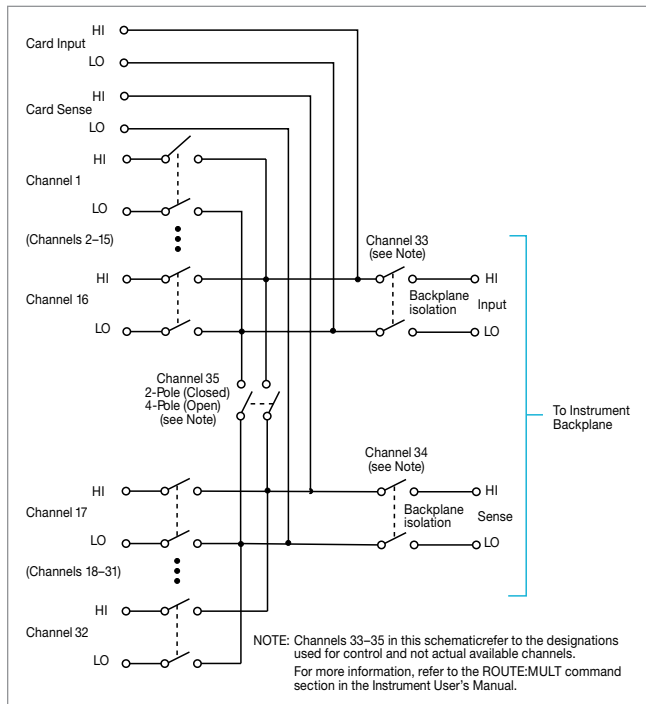 HI
Card Input
LO
HI
Card Sense
LO
HI
Channel 1
LO
(Channels 2–15)
Channel 33
(see Note)
HI
Channel 16
LO
Backplane
isolation
HI
Input
LO
Channel 35
2-Pole (Closed)
4-Pole (Open)
(see Note)
To Instrument
Backplane
Channel 34
(see Note)
HI
Channel 17
LO
Backplane
isolation
HI
Sense
LO
(Channels 18–31)
HI
Channel 32
LO
NOTE: Channels 33–35 in this schematicrefer to the designations
used for control and not actual available channels.
For more information, refer to the ROUTE:MULT command
section in the Instrument User's Manual.